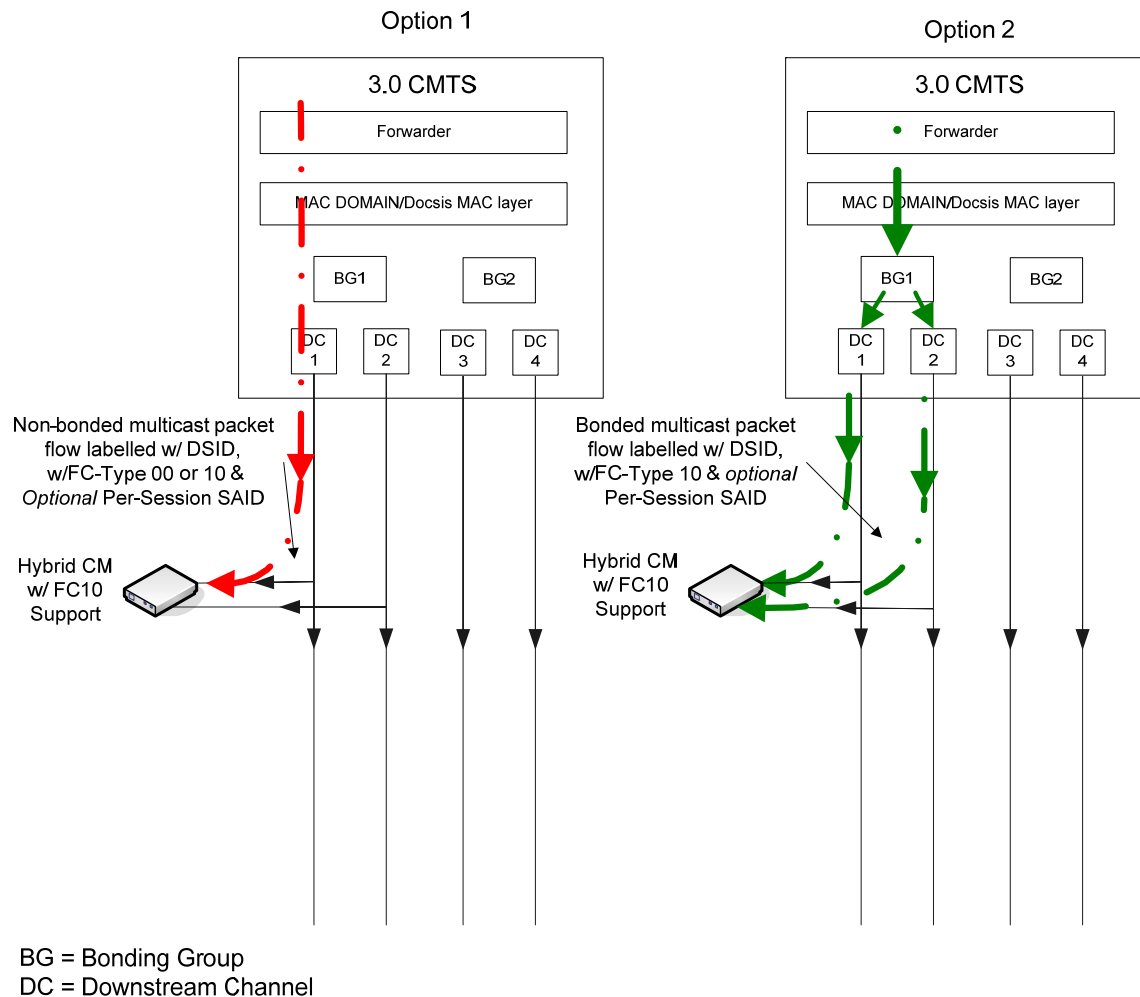 Option 1
3.0 CMTS
Forwarder
MAC DOMAIN/Docsis MAC layer
BG1
BG2
DC
1
DC
2
DC
3
DC
4
Non-bonded multicast packet
flow labelled w/ DSID,
w/FC-Type 00 or 10 &
Optional Per-Session SAID
Hybrid CM
w/ FC10
Support
Option 2
3.0 CMTS
Forwarder
MAC DOMAIN/Docsis MAC layer
BG1
BG2
DC
1
DC
2
DC
3
DC
4
Bonded multicast packet
flow labelled w/ DSID,
w/FC-Type 10 & optional
Per-Session SAID
Hybrid CM
w/ FC10
Support
BG = Bonding Group
DC = Downstream Channel